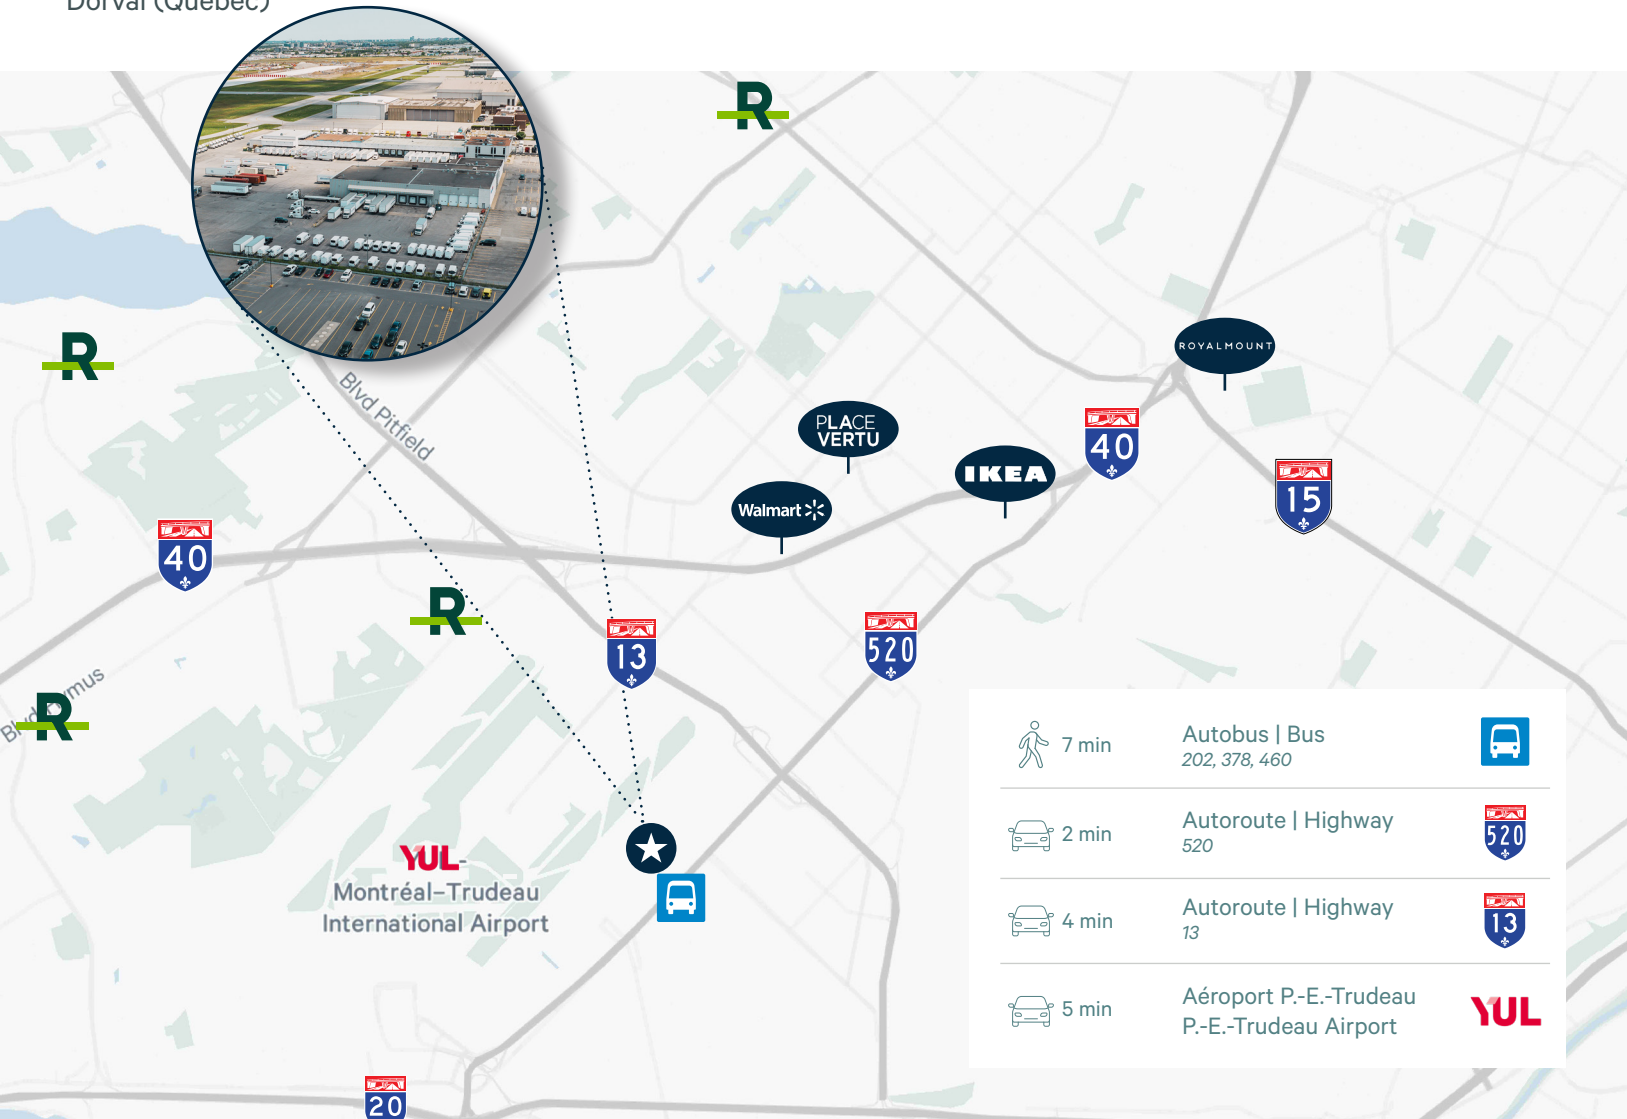 Dorval (Québec)
R
R
Blvd Pitfield
ROYALMOUNT
PLACE
VERTU
40
IKEA
15
Walmart
40
R
13
520
R
YUL-
Montréal–Trudeau
International Airport
20
7 min
Autobus | Bus
202, 378, 460
2 min
Autoroute | Highway
520
520
4 min
Autoroute | Highway
13
13
5 min
Aéroport P.-E.-Trudeau
P.-E.-Trudeau Airport
YUL